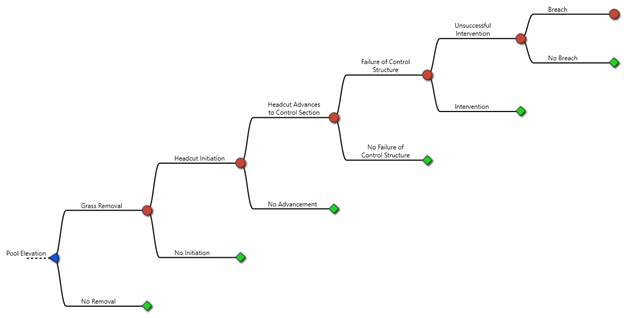 Breach
Unsuccessful
Intervention
No Breach
Failure of Control
Structure
Intervention
Headcut Advances
to Control Section
No Failure of
Control Structure
Headcut Initiation
No Advancement
Grass Removal
No Initiation
Pool Elevation
No Removal